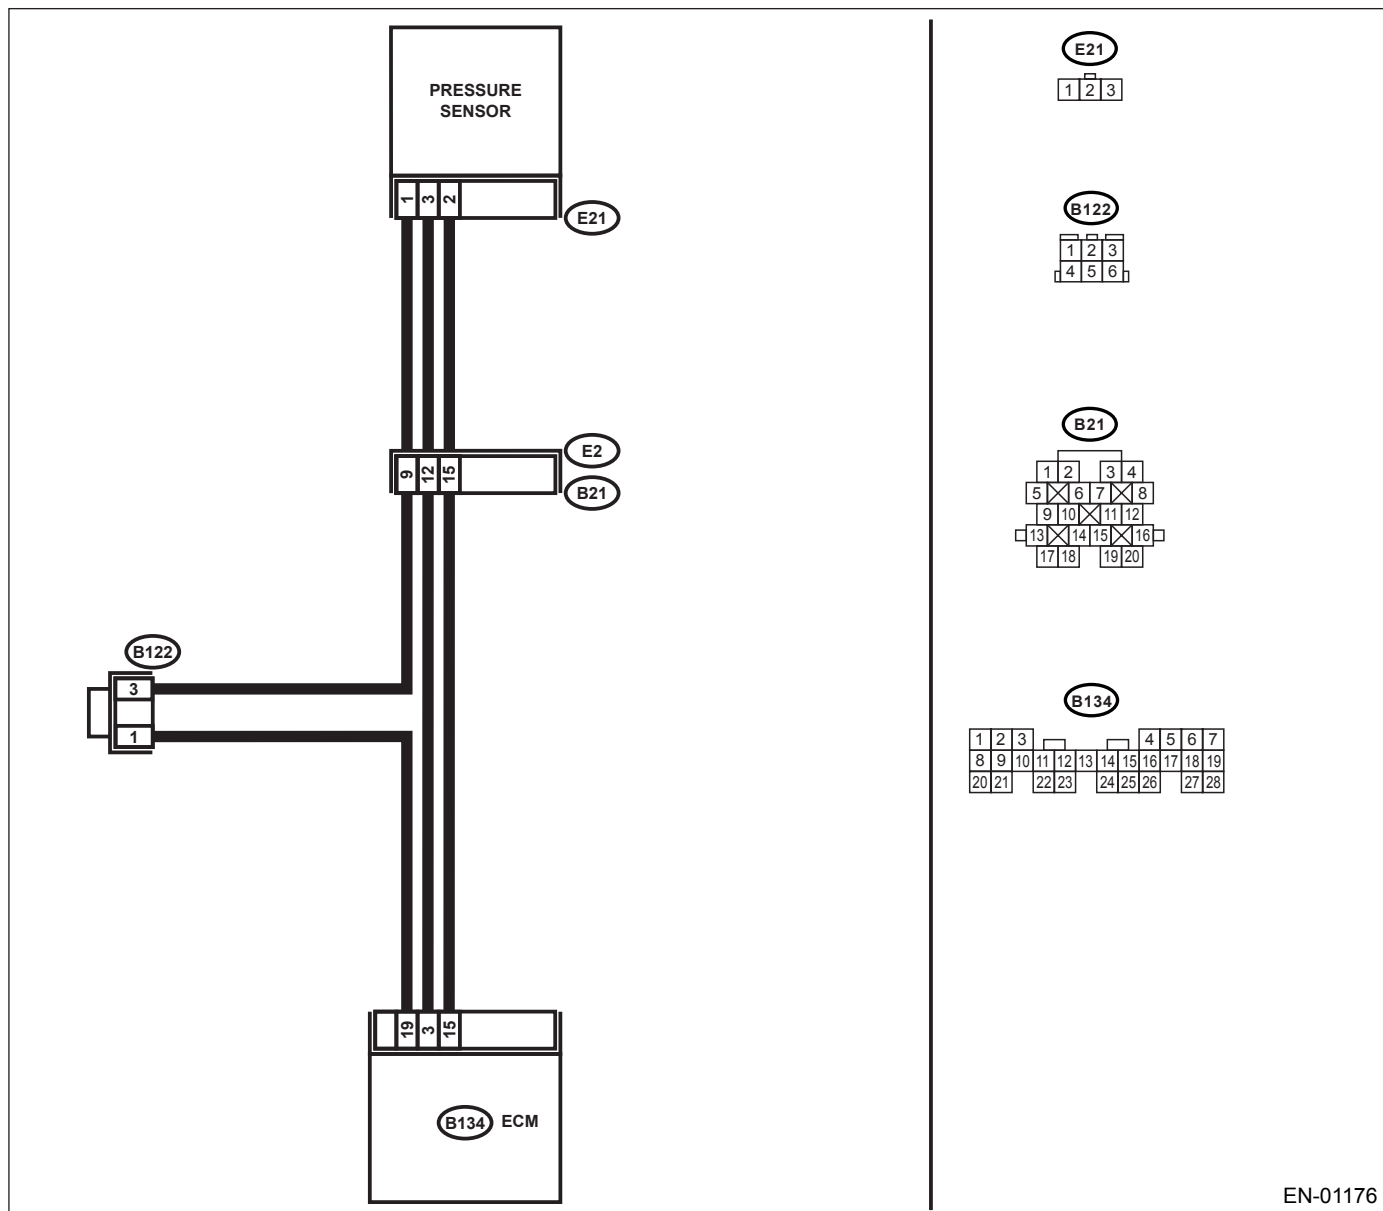 PRESSURE
SENSOR
1 3 2
E21
E2
9 12 15
B21
B122
3
1
19 3 15
B134 ECM
E21
1 2 3
B122
1 2 3
4 5 6
B21
1 2 3 4
5 6 7 8
9 10 11 12
13 14 15 16
17 18 19 20
B134
1 2 3 4 5 6 7
8 9 10 11 12 13 14 15 16 17 18 19
20 21 22 23 24 25 26 27 28
EN-01176